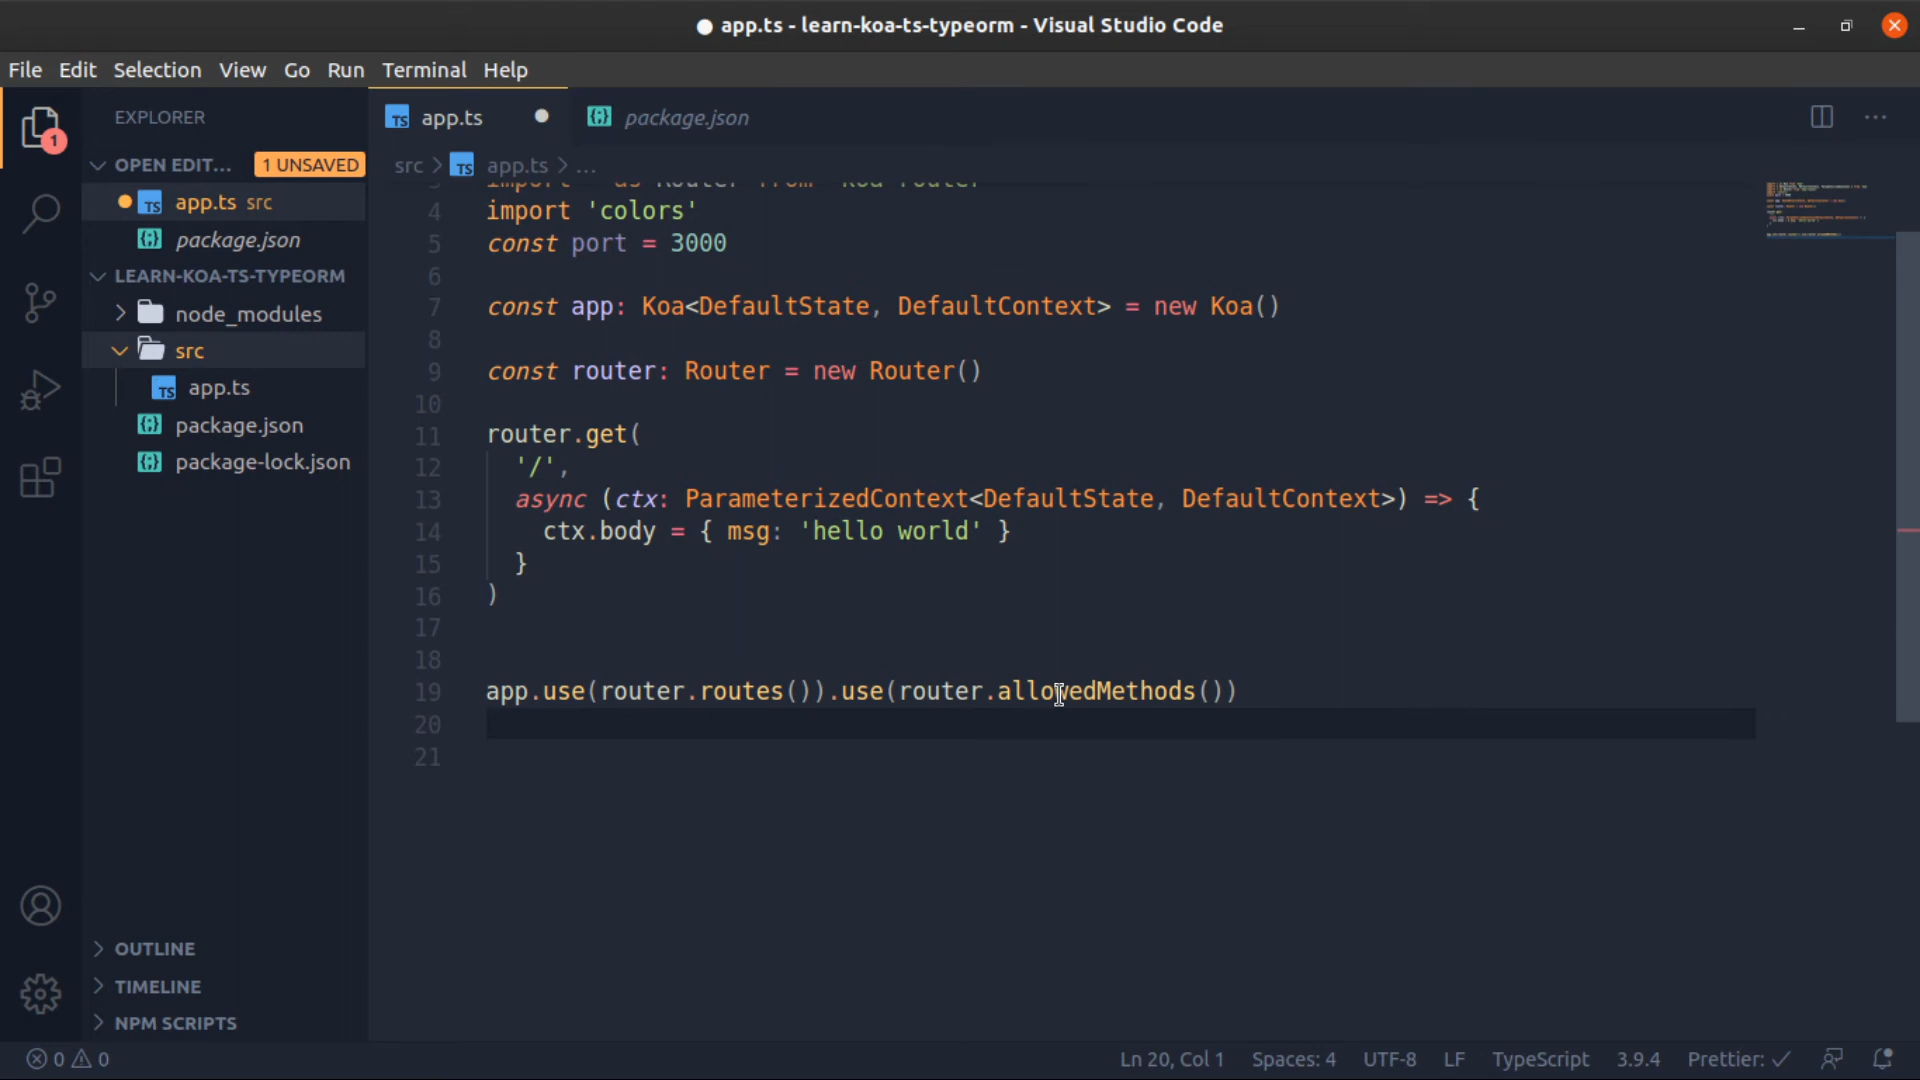 app.ts - learn-koa-ts-typeorm - Visual Studio Code
File Edit Selection View Go Run Terminal Help
EXPLORER
1
OPEN EDIT... 1 UNSAVED
TS app.ts src
package.json
LEARN-KOA-TS-TYPEORM
node_modules
src
TS app.ts
package.json
package-lock.json
OUTLINE
TIMELINE
NPM SCRIPTS
TS app.ts
package.json
src > TS app.ts > ...
4 import 'colors'
5 const port = 3000
6
7 const app: Koa<DefaultState, DefaultContext> = new Koa()
8
9 const router: Router = new Router()
10
11 router.get(
12 '/',
13 async (ctx: ParameterizedContext<DefaultState, DefaultContext>) => {
14 ctx.body = { msg: 'hello world' }
15 }
16 )
17
18
19 app.use(router.routes()).use(router.allowedMethods())
20
21
0 0
Ln 20, Col 1 Spaces: 4 UTF-8 LF TypeScript 3.9.4 Prettier: ✓